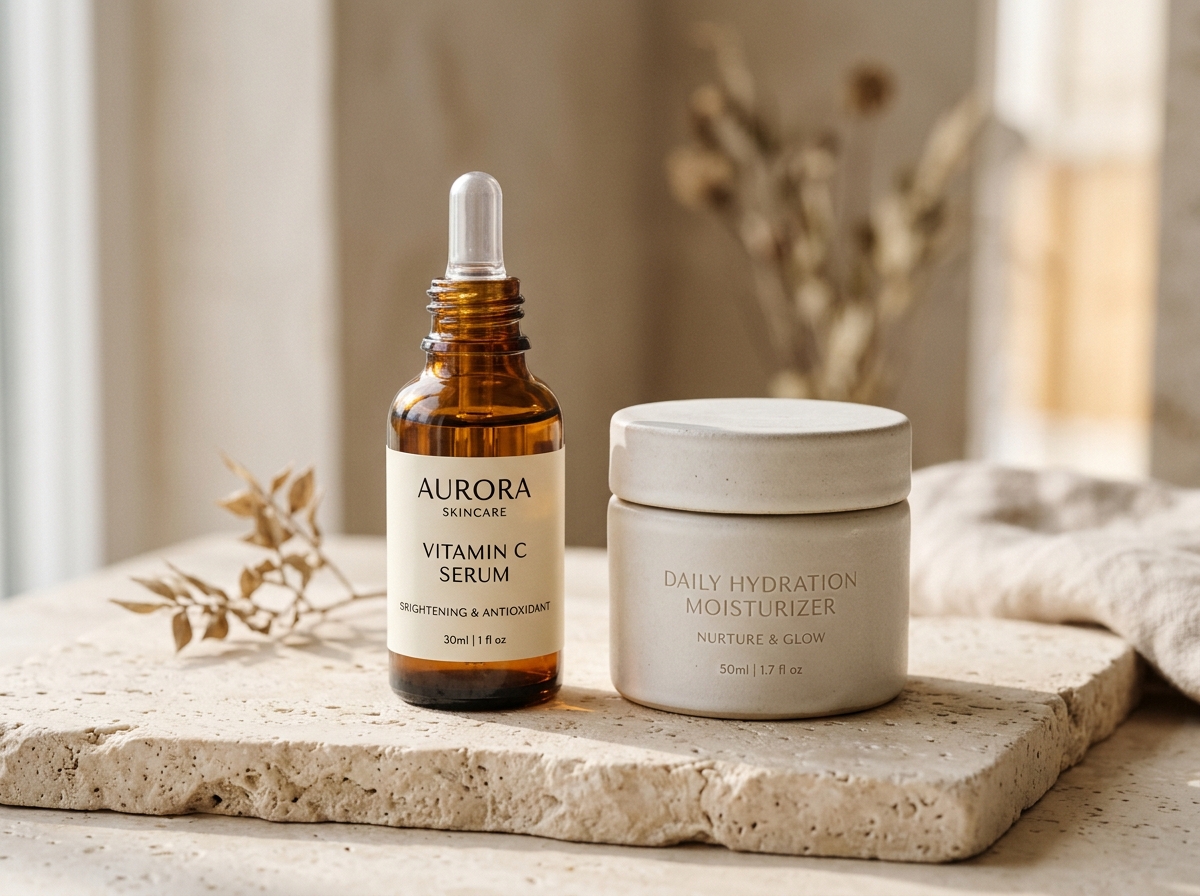 AURORA
SKINCARE
VITAMIN C
SERUM
SRIGHTENING & ANTIOXIDANT
30ml | 1 fl oz
DAILY HYDRATION
MOISTURIZER
NURTURE & GLOW
50ml | 1.7 fl oz